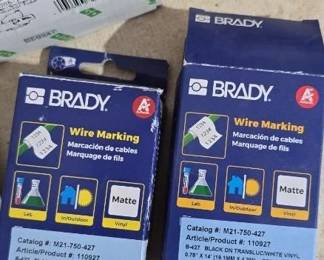 BRADY
Wire Marking
Marcación de cables
Marquage de fils
Matte
Lab
In/Outdoor
Vinyl
Catalog #: M21-750-427
Article/Product #: 110927
BRADY
Wire Marking
Marcación de cables
Marquage de fils
Matte
Lab
In/Outdoor
Vinyl
Catalog #: M21-750-427
Article/Product #: 110927
B-427 BLACK ON TRANSLUC/WHITE VINYL